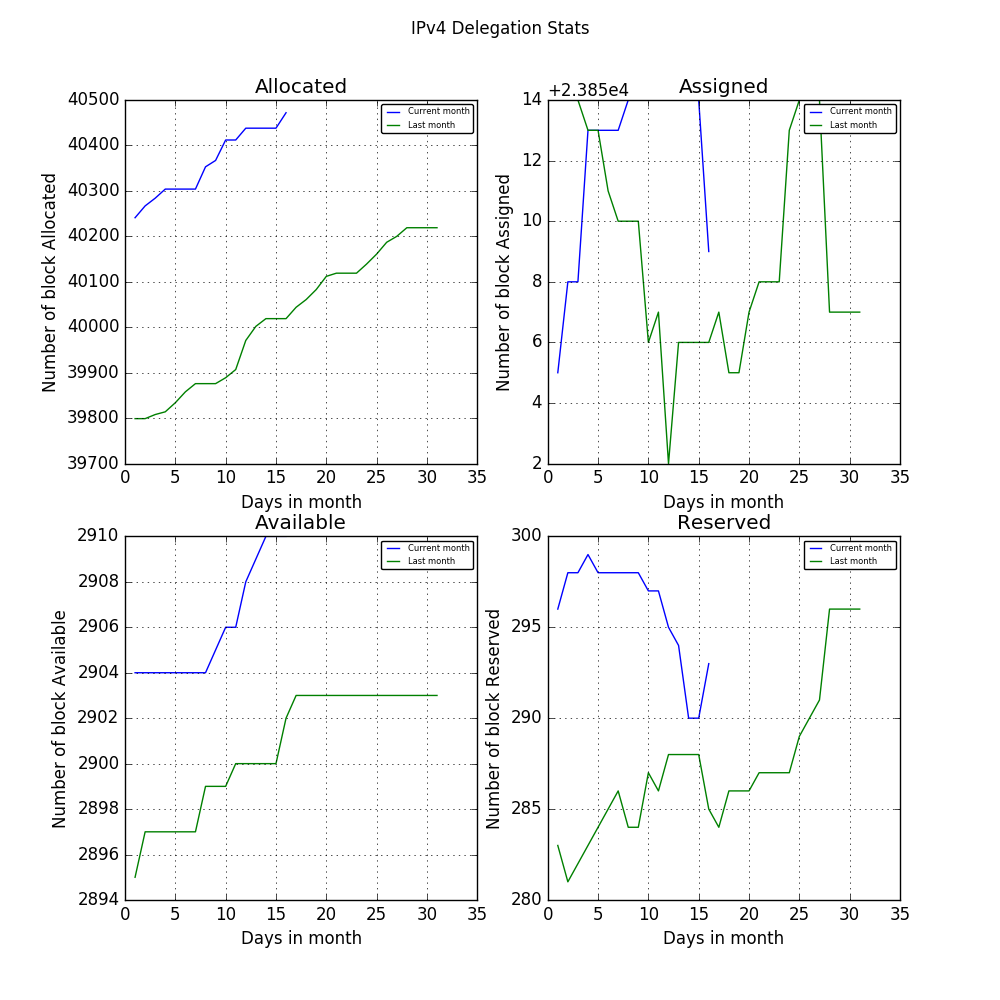 IPv4 Delegation Stats
Allocated
Number of block Allocated
40500
40400
40300
40200
40100
40000
39900
39800
39700
0 5 10 15 20 25 30 35
Days in month
Current month
Last month
Assigned
+2.385e4
Number of block Assigned
14
12
10
8
6
4
2
0 5 10 15 20 25 30 35
Days in month
Current month
Last month
Available
Number of block Available
2910
2908
2906
2904
2902
2900
2898
2896
2894
0 5 10 15 20 25 30 35
Days in month
Current month
Last month
Reserved
Number of block Reserved
300
295
290
285
280
0 5 10 15 20 25 30 35
Days in month
Current month
Last month